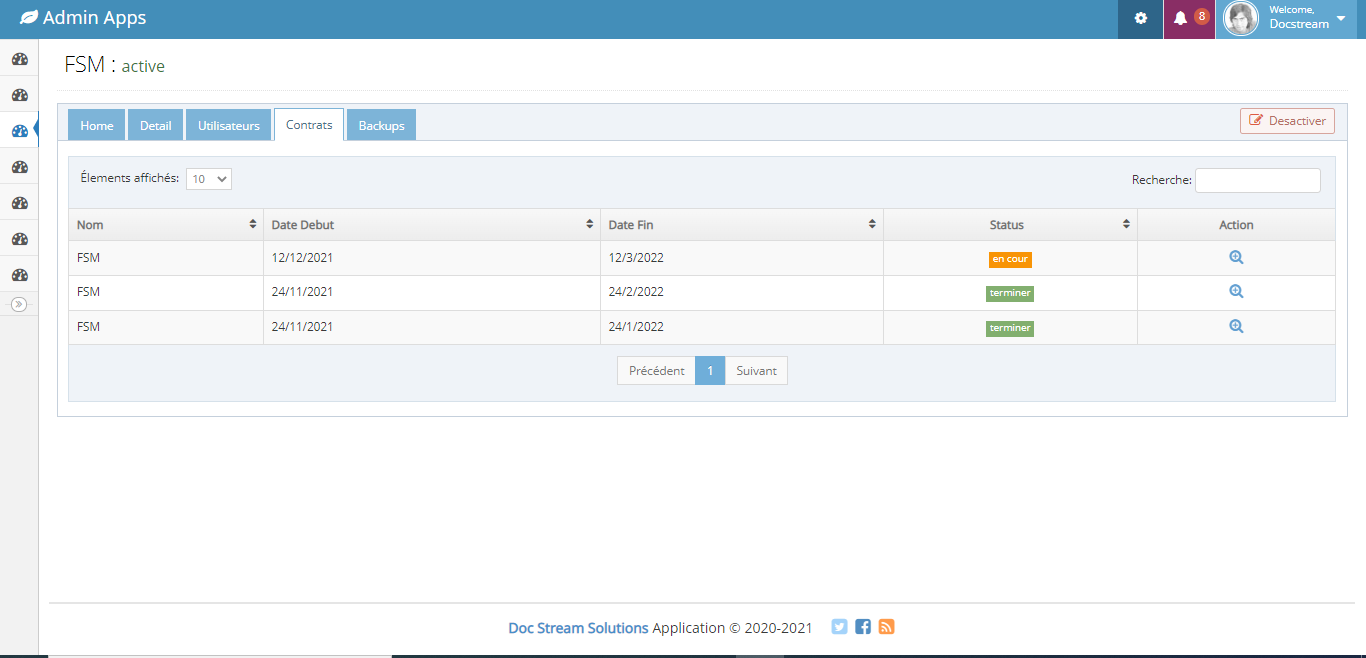 Admin Apps
8
Welcome,
Docstream
FSM : active
Home Detail Utilisateurs Contrats Backups
Desactiver
Élements affichés: 10
Recherche:
Nom Date Debut Date Fin Status Action
FSM 12/12/2021 12/3/2022 en cour
FSM 24/11/2021 24/2/2022 terminer
FSM 24/11/2021 24/1/2022 terminer
Précédent 1 Suivant
Doc Stream Solutions Application © 2020-2021